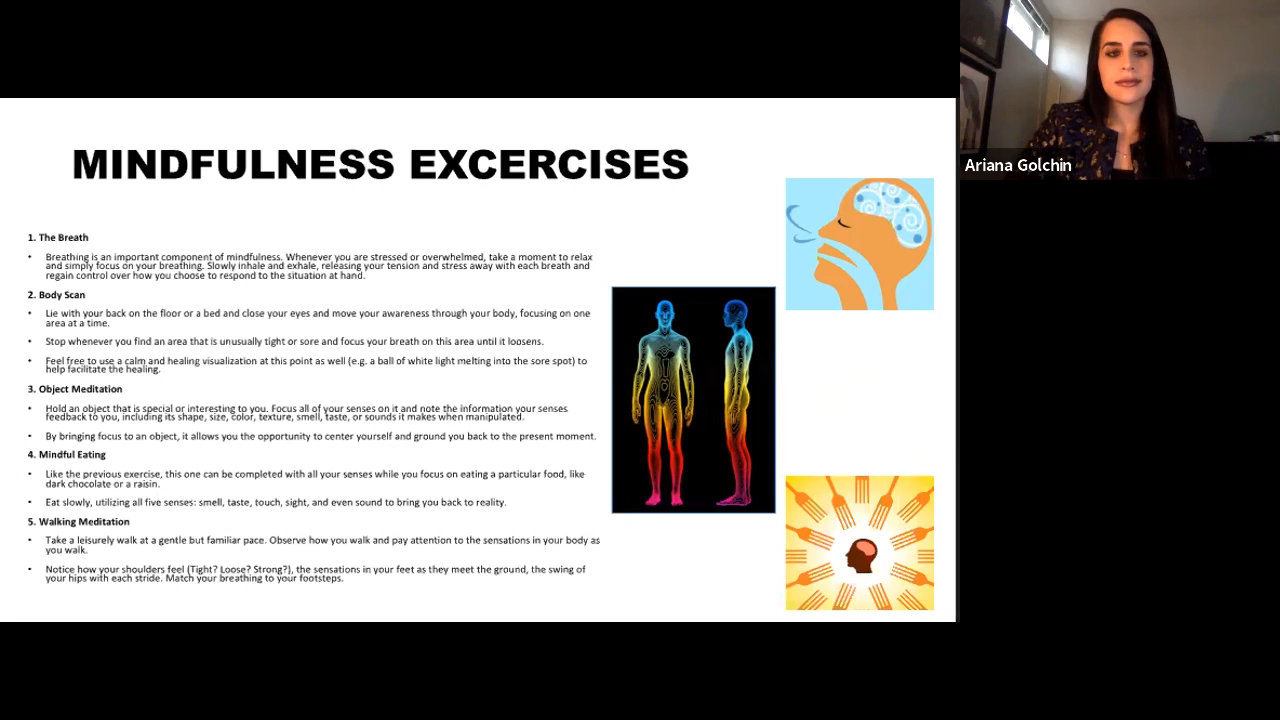 MINDFULNESS EXCERCISES
1. The Breath
• Breathing is an important component of mindfulness. Whenever you are stressed or overwhelmed, take a moment to relax
and simply focus on your breathing. Slowly inhale and exhale, releasing your tension and stress away with each breath and
regain control over how you choose to respond to the situation at hand.
2. Body Scan
• Lie with your back on the floor or a bed and close your eyes and move your awareness through your body, focusing on one
area at a time.
• Stop whenever you find an area that is unusually tight or sore and focus your breath on this area until it loosens.
• Feel free to use a calm and healing visualization at this point as well (e.g. a ball of white light melting into the sore spot) to
help facilitate the healing.
3. Object Meditation
• Hold an object that is special or interesting to you. Focus all of your senses on it and note the information your senses
feedback to you, including its shape, size, color, texture, smell, taste, or sounds it makes when manipulated.
• By bringing focus to an object, it allows you the opportunity to center yourself and ground you back to the present moment.
4. Mindful Eating
• Like the previous exercise, this one can be completed with all your senses while you focus on eating a particular food, like
dark chocolate or a raisin.
• Eat slowly, utilizing all five senses: smell, taste, touch, sight, and even sound to bring you back to reality.
5. Walking Meditation
• Take a leisurely walk at a gentle but familiar pace. Observe how you walk and pay attention to the sensations in your body as
you walk.
• Notice how your shoulders feel (Tight? Loose? Strong?), the sensations in your feet as they meet the ground, the swing of
your hips with each stride. Match your breathing to your footsteps.
Ariana Golchin